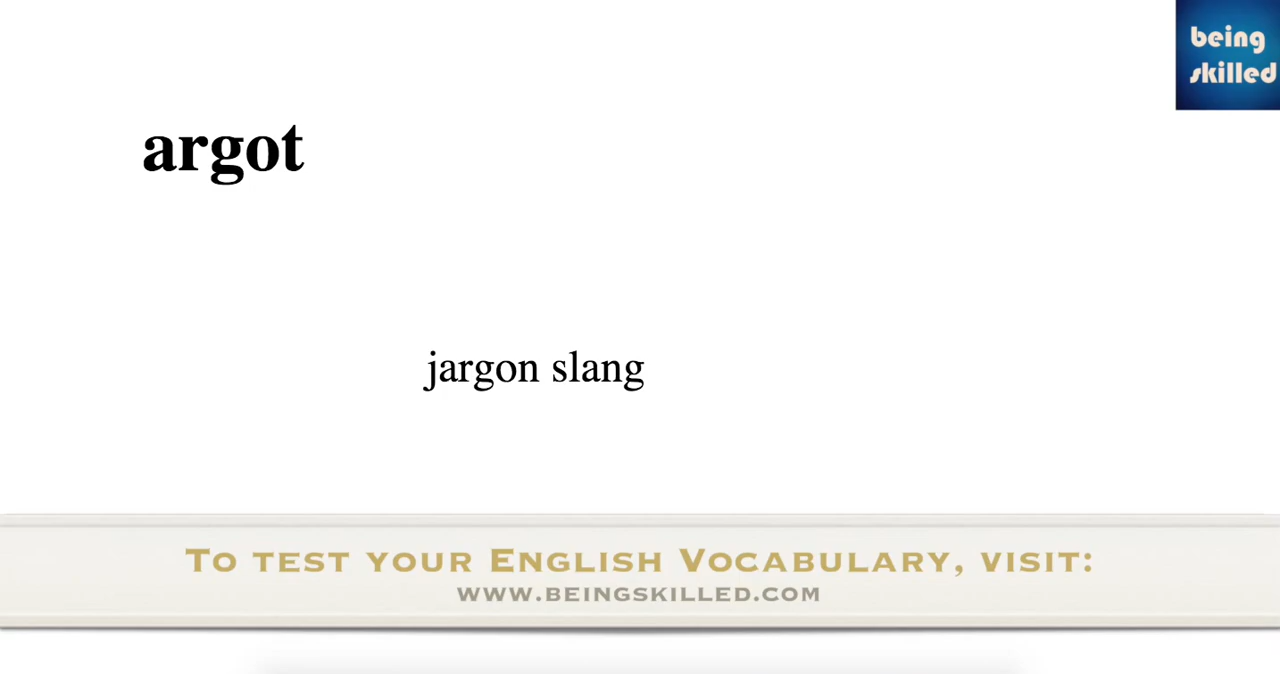 being
skilled
argot
jargon slang
To test your English Vocabulary, visit:
www.beingskilled.com